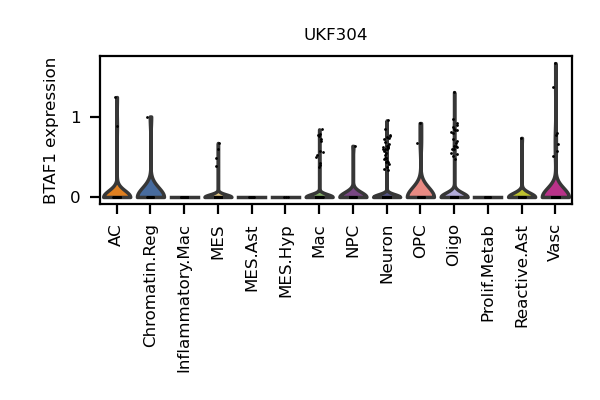 UKF304
BTAF1 expression
1
0
AC
Chromatin.Reg
Inflammatory.Mac
MES
MES.Ast
MES.Hyp
Mac
NPC
Neuron
OPC
Oligo
Prolif.Metab
Reactive.Ast
Vasc